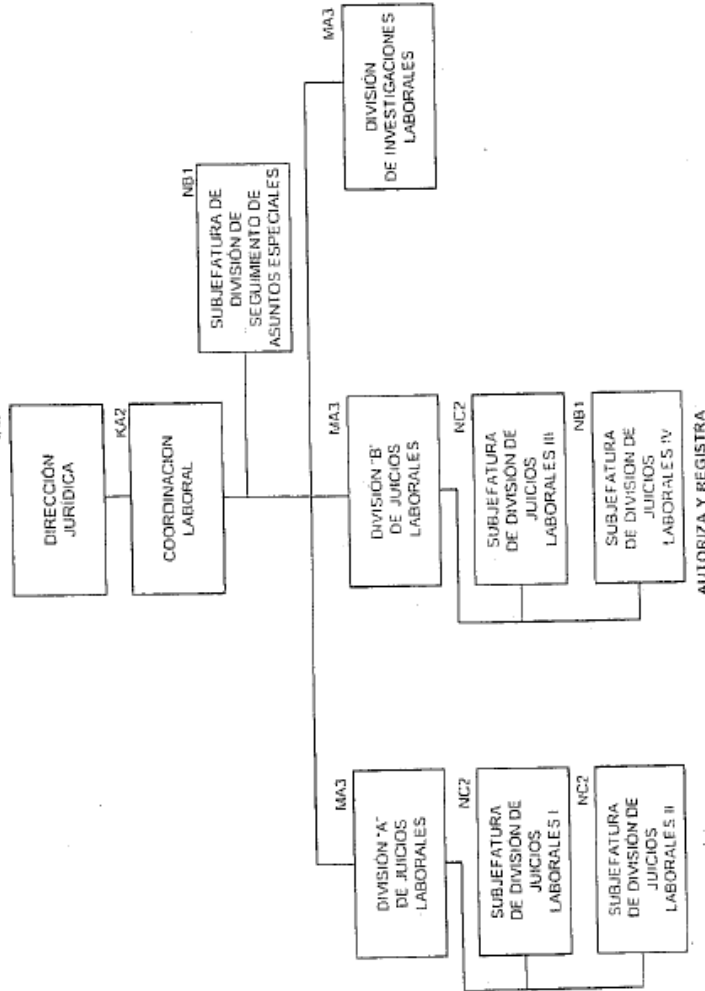 DIRECCIÓN
JURÍDICA
KA2
COORDINACION
LABORAL
NB1
SUBJEFATURA DE
DIVISIÓN DE
SEGUIMIENTO DE
ASUNTOS ESPECIALES
MA3
DIVISIÓN "A"
DE JUICIOS
LABORALES
MA3
DIVISIÓN "B"
DE JUICIOS
LABORALES
MA3
DIVISIÓN
DE INVESTIGACIONES
LABORALES
NC2
SUBJEFATURA
DE DIVISIÓN DE
JUICIOS
LABORALES I
NC2
SUBJEFATURA
DE DIVISIÓN DE
JUICIOS
LABORALES III
NC2
SUBJEFATURA
DE DIVISIÓN DE
JUICIOS
LABORALES II
NB1
SUBJEFATURA
DE DIVISION DE
JUICIOS
LABORALES IV
AUTORIZA Y REGISTRA